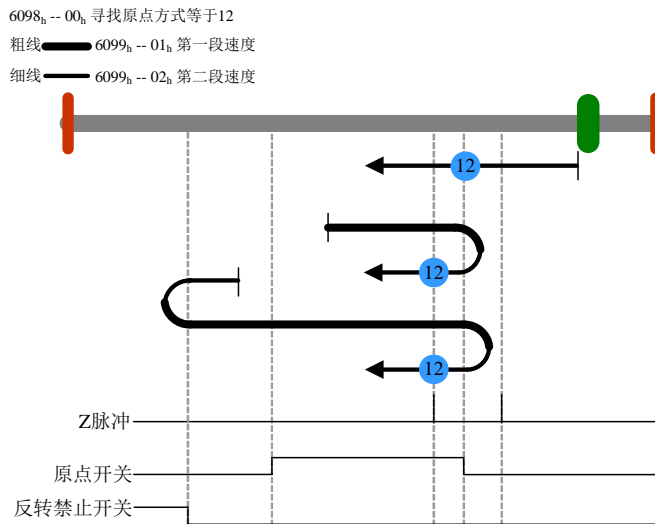 6098h -- 00h 寻找原点方式等于12
粗线 6099h -- 01h 第一段速度
细线 6099h -- 02h 第二段速度
12
12
12
Z脉冲
原点开关
反转禁止开关